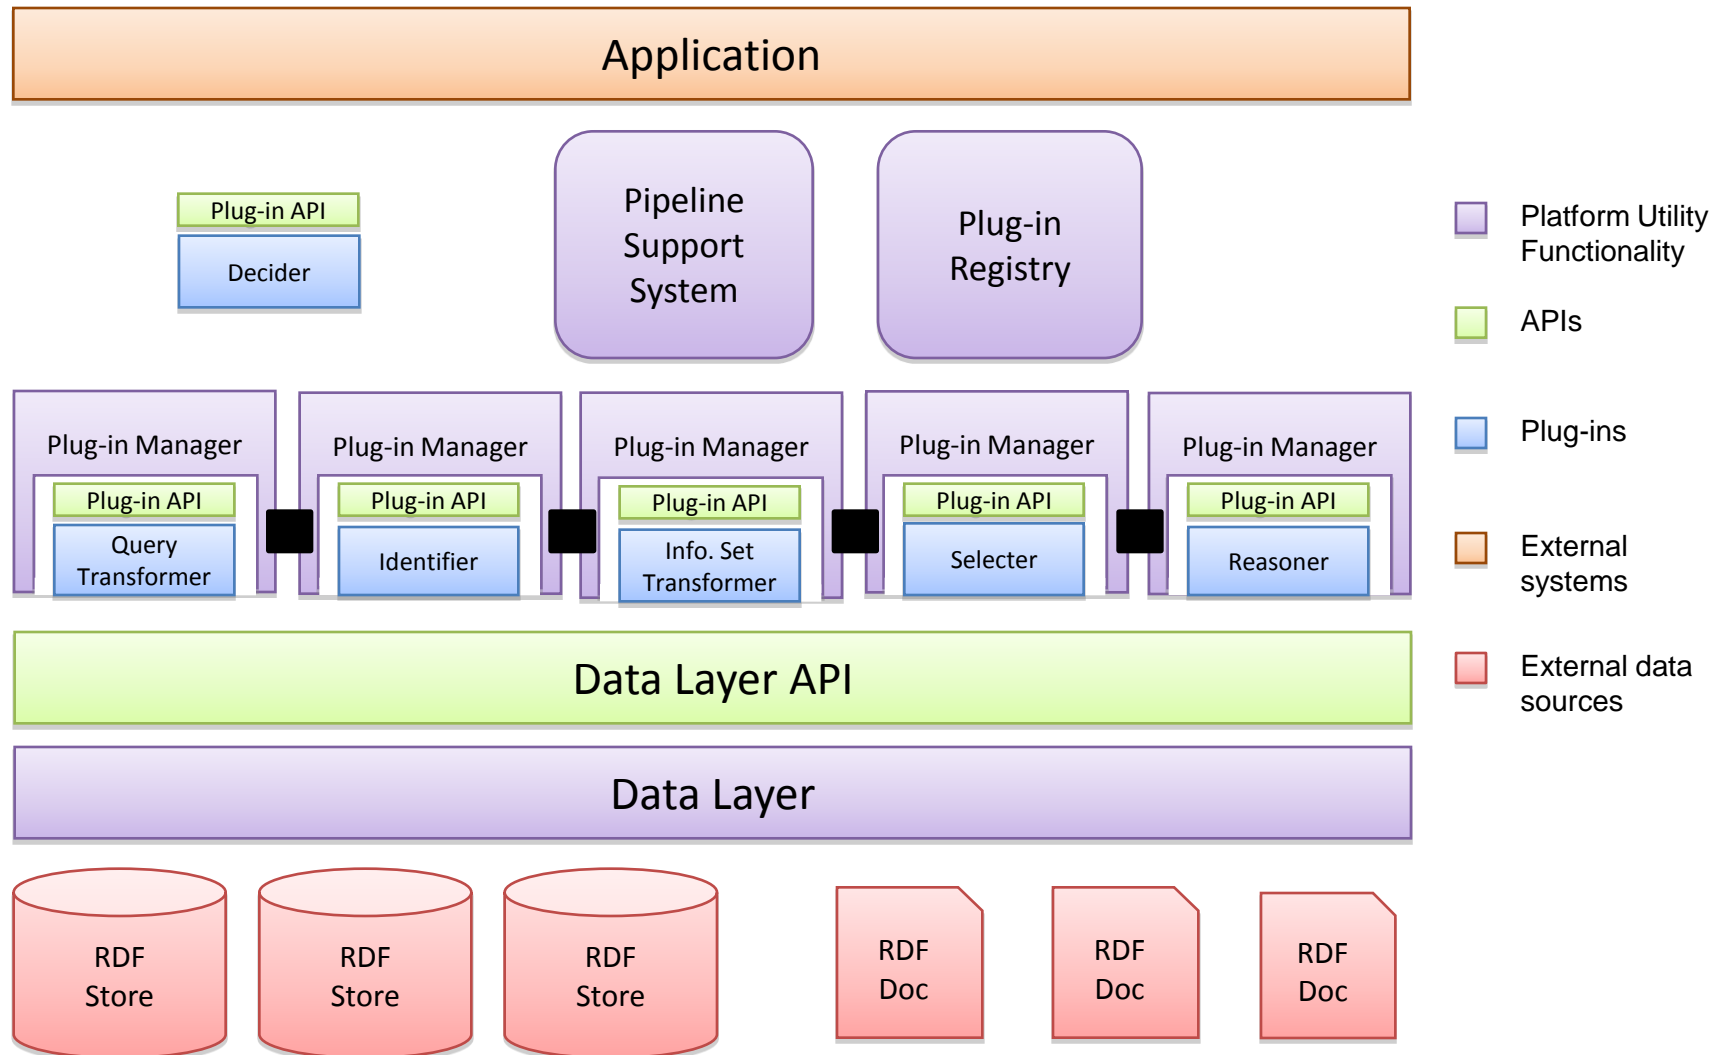 Application
Plug-in API
Decider
Pipeline
Support
System
Plug-in
Registry
Plug-in Manager
Plug-in API
Query
Transformer
Plug-in Manager
Plug-in API
Identifier
Plug-in Manager
Plug-in API
Info. Set
Transformer
Plug-in Manager
Plug-in API
Selecter
Plug-in Manager
Plug-in API
Reasoner
Data Layer API
Data Layer
RDF
Store
RDF
Store
RDF
Store
RDF
Doc
RDF
Doc
RDF
Doc
Platform Utility
Functionality
APIs
Plug-ins
External
systems
External data
sources